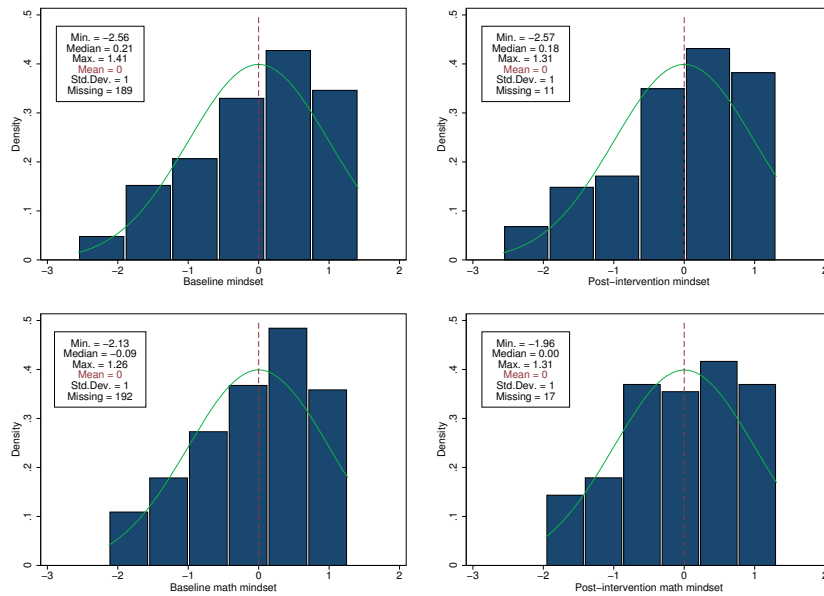 .5
.4
.3
.2
.1
0
Density
Min. = −2.56
Median = 0.21
Max. = 1.41
Mean = 0
Std.Dev. = 1
Missing = 189
−3 −2 −1 0 1 2
Baseline mindset
.5
.4
.3
.2
.1
0
Density
Min. = −2.57
Median = 0.18
Max. = 1.31
Mean = 0
Std.Dev. = 1
Missing = 11
−3 −2 −1 0 1 2
Post−intervention mindset
.5
.4
.3
.2
.1
0
Density
Min. = −2.13
Median = −0.09
Max. = 1.26
Mean = 0
Std.Dev. = 1
Missing = 192
−3 −2 −1 0 1 2
Baseline math mindset
.5
.4
.3
.2
.1
0
Density
Min. = −1.96
Median = 0.00
Max. = 1.31
Mean = 0
Std.Dev. = 1
Missing = 17
−3 −2 −1 0 1 2
Post−intervention math mindset